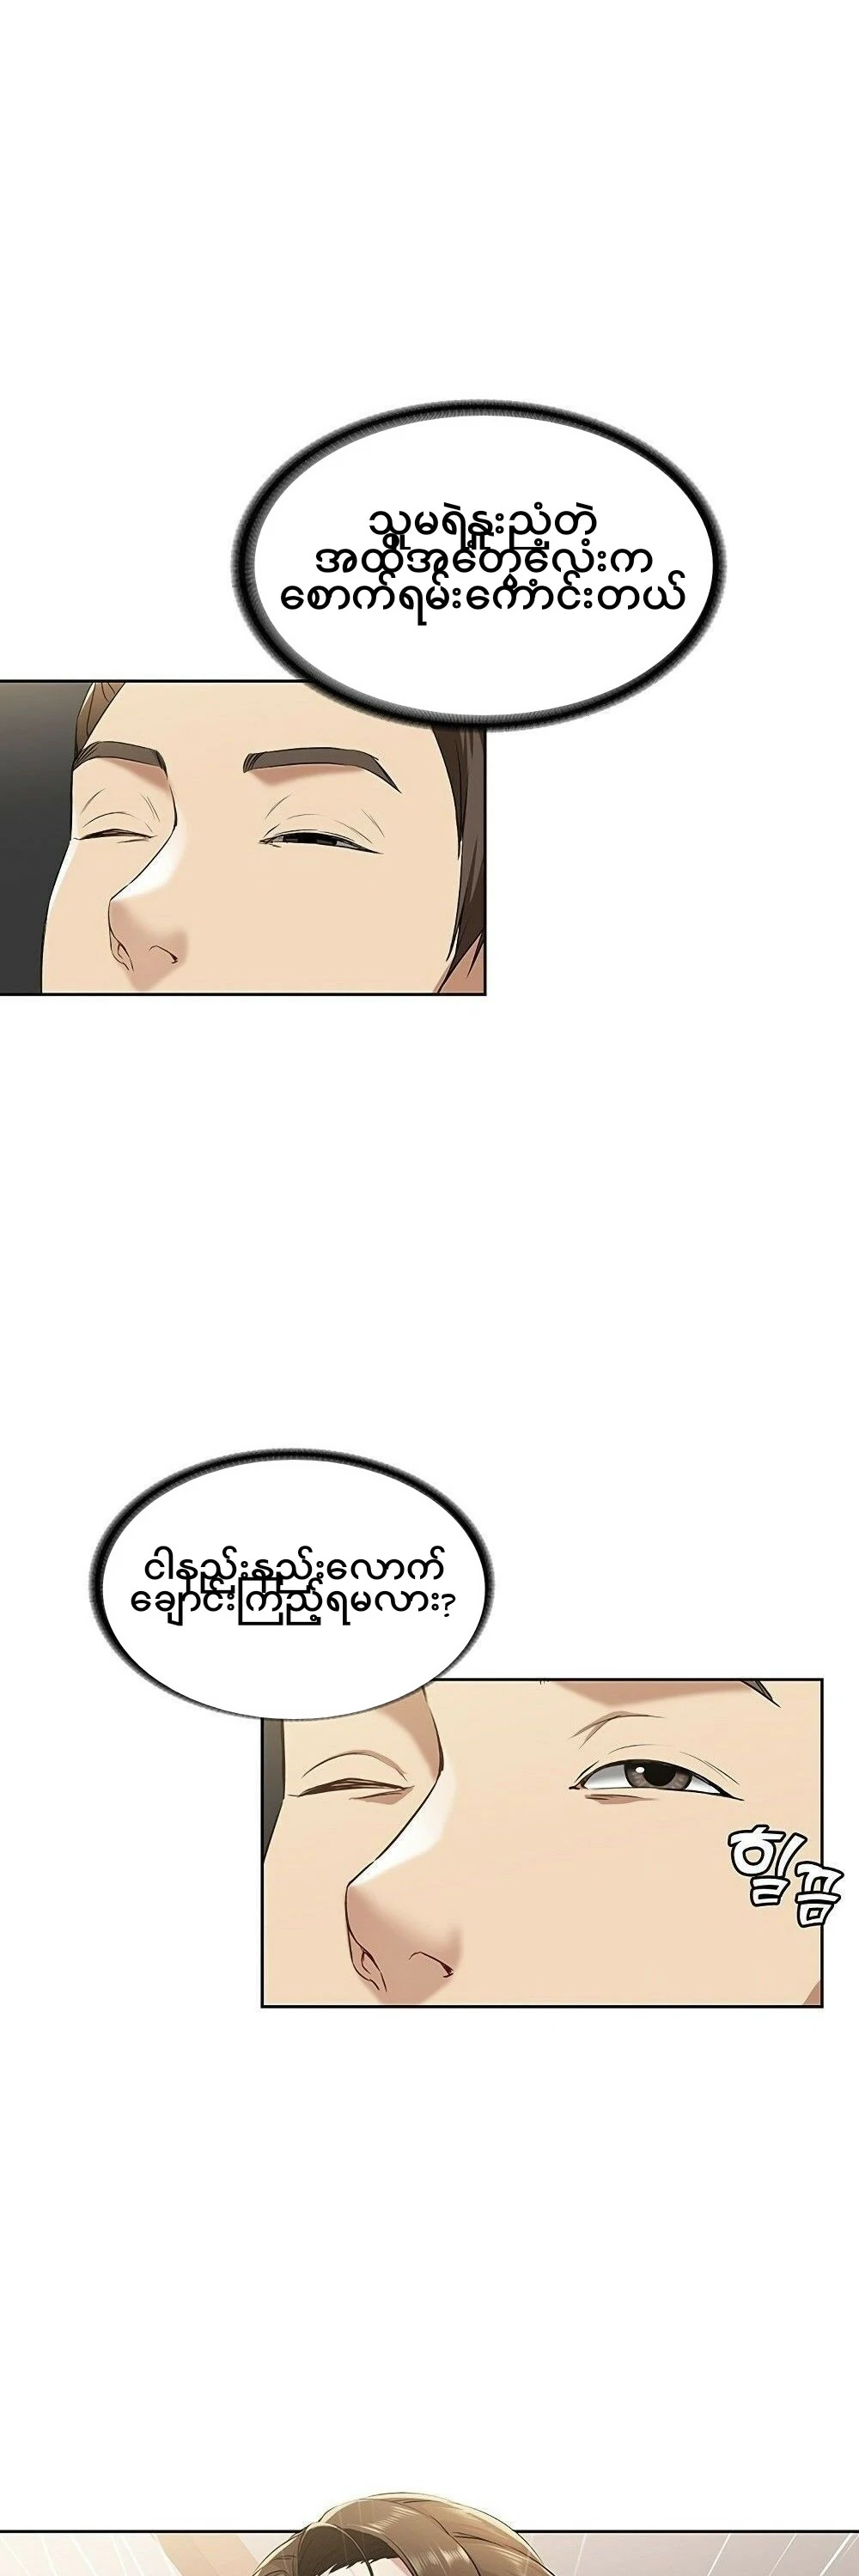 သူမရဲ့နူးညံ့တဲ့
အထိအတွေ့လေးက
စောက်ရမ်းကောင်းတယ်
ငါနည်းနည်းလောက်
ချောင်းကြည့်ရမလား?
힐끔